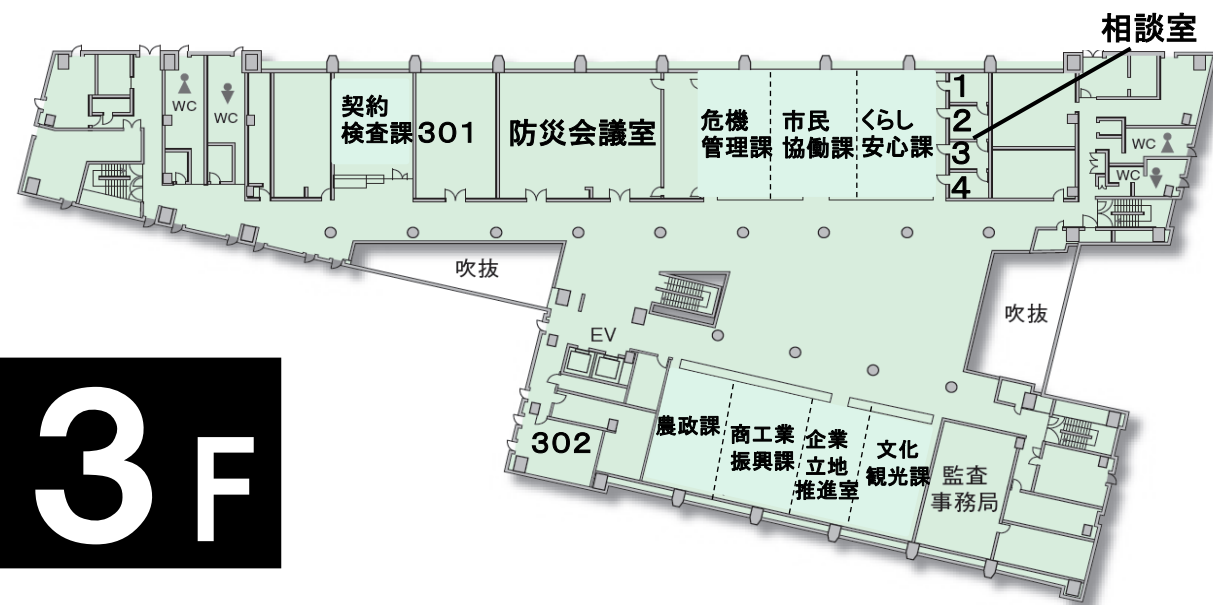 相談室
WC
WC
契約
検査課
301
防災会議室
危機
管理課
市民
協働課
くらし
安心課
1
2
3
4
WC
WC
吹抜
吹抜
EV
302
農政課
商工業
振興課
企業
立地
推進室
文化
観光課
監査
事務局
3F